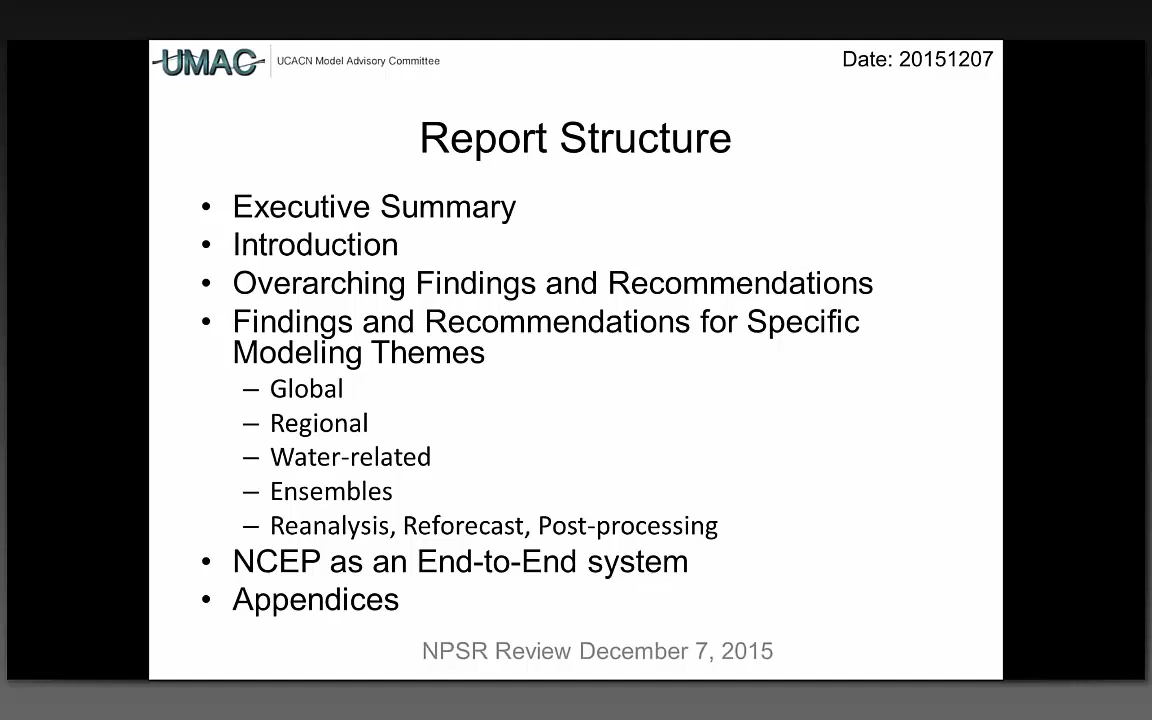 UMAC UCACN Model Advisory Committee
Date: 20151207
Report Structure
• Executive Summary
• Introduction
• Overarching Findings and Recommendations
• Findings and Recommendations for Specific
Modeling Themes
– Global
– Regional
– Water-related
– Ensembles
– Reanalysis, Reforecast, Post-processing
• NCEP as an End-to-End system
• Appendices
NPSR Review December 7, 2015